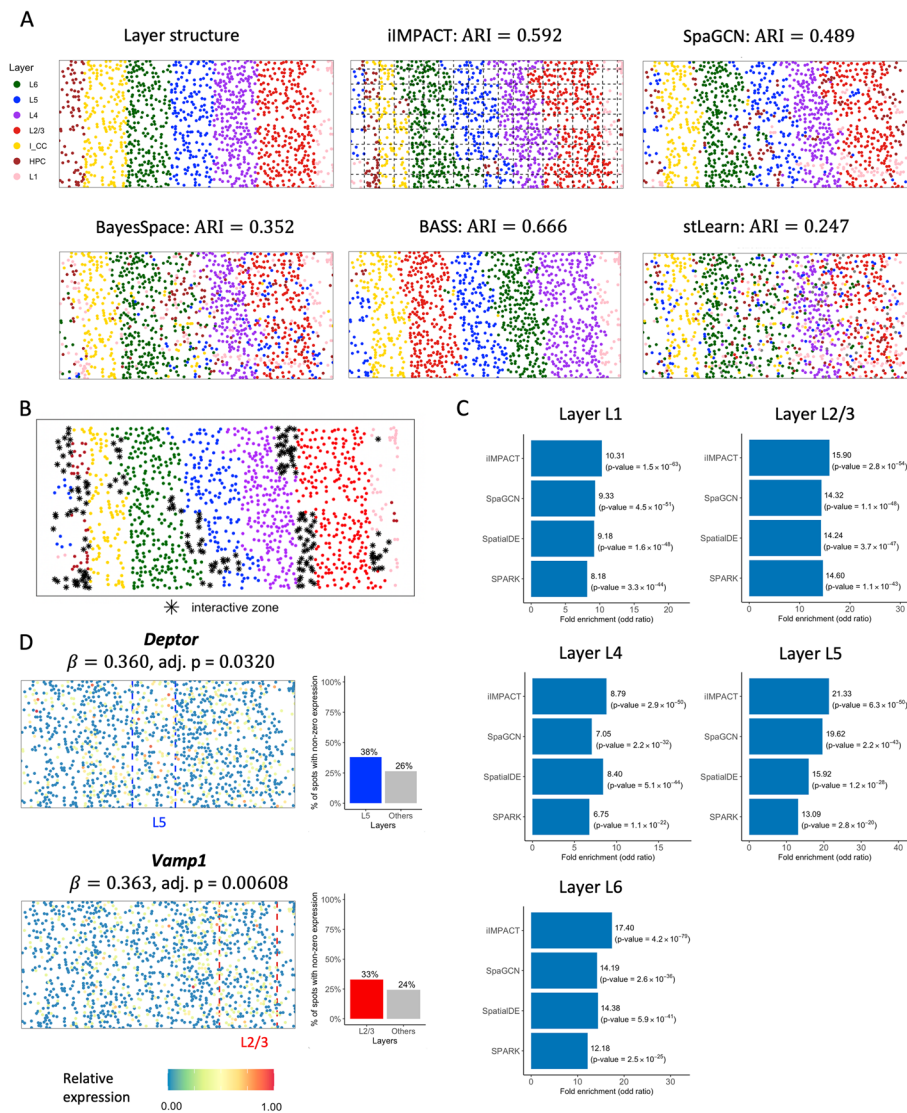 A
Layer structure
iIMPACT: ARI = 0.592
SpaGCN: ARI = 0.489
Layer
L6
L5
L4
L2/3
I_CC
HPC
L1
BayesSpace: ARI = 0.352
BASS: ARI = 0.666
stLearn: ARI = 0.247
B
interactive zone
C
Layer L1
iIMPACT
10.31
(p-value = 1.5 × 10⁻⁶³)
SpaGCN
9.33
(p-value = 4.5 × 10⁻⁵¹)
SpatialDE
9.18
(p-value = 1.6 × 10⁻⁴⁸)
SPARK
8.18
(p-value = 3.3 × 10⁻⁴⁴)
0 5 10 15 20
Fold enrichment (odd ratio)
Layer L2/3
iIMPACT
15.90
(p-value = 2.8 × 10⁻⁵⁴)
SpaGCN
14.32
(p-value = 1.1 × 10⁻⁴⁸)
SpatialDE
14.24
(p-value = 3.7 × 10⁻⁴⁷)
SPARK
14.60
(p-value = 1.1 × 10⁻⁴³)
0 10 20 30
Fold enrichment (odd ratio)
Layer L4
iIMPACT
8.79
(p-value = 2.9 × 10⁻⁵⁰)
SpaGCN
7.05
(p-value = 2.2 × 10⁻³²)
SpatialDE
8.40
(p-value = 5.1 × 10⁻⁴⁴)
SPARK
6.75
(p-value = 1.1 × 10⁻²²)
0 5 10 15
Fold enrichment (odd ratio)
Layer L5
iIMPACT
21.33
(p-value = 6.3 × 10⁻⁵⁰)
SpaGCN
19.62
(p-value = 2.2 × 10⁻⁴³)
SpatialDE
15.92
(p-value = 1.2 × 10⁻²⁸)
SPARK
13.09
(p-value = 2.8 × 10⁻²⁰)
0 10 20 30 40
Fold enrichment (odd ratio)
Layer L6
iIMPACT
17.40
(p-value = 4.2 × 10⁻⁷⁹)
SpaGCN
14.19
(p-value = 2.6 × 10⁻³⁶)
SpatialDE
14.38
(p-value = 5.9 × 10⁻⁴¹)
SPARK
12.18
(p-value = 2.5 × 10⁻²⁵)
0 10 20 30
Fold enrichment (odd ratio)
D
Deptor
β = 0.360, adj. p = 0.0320
L5
% of spots with non-zero expression
100%
75%
50%
25%
0%
38%
26%
L5 Others
Layers
Vamp1
β = 0.363, adj. p = 0.00608
L2/3
% of spots with non-zero expression
100%
75%
50%
25%
0%
33%
24%
L2/3 Others
Layers
Relative
expression
0.00 1.00